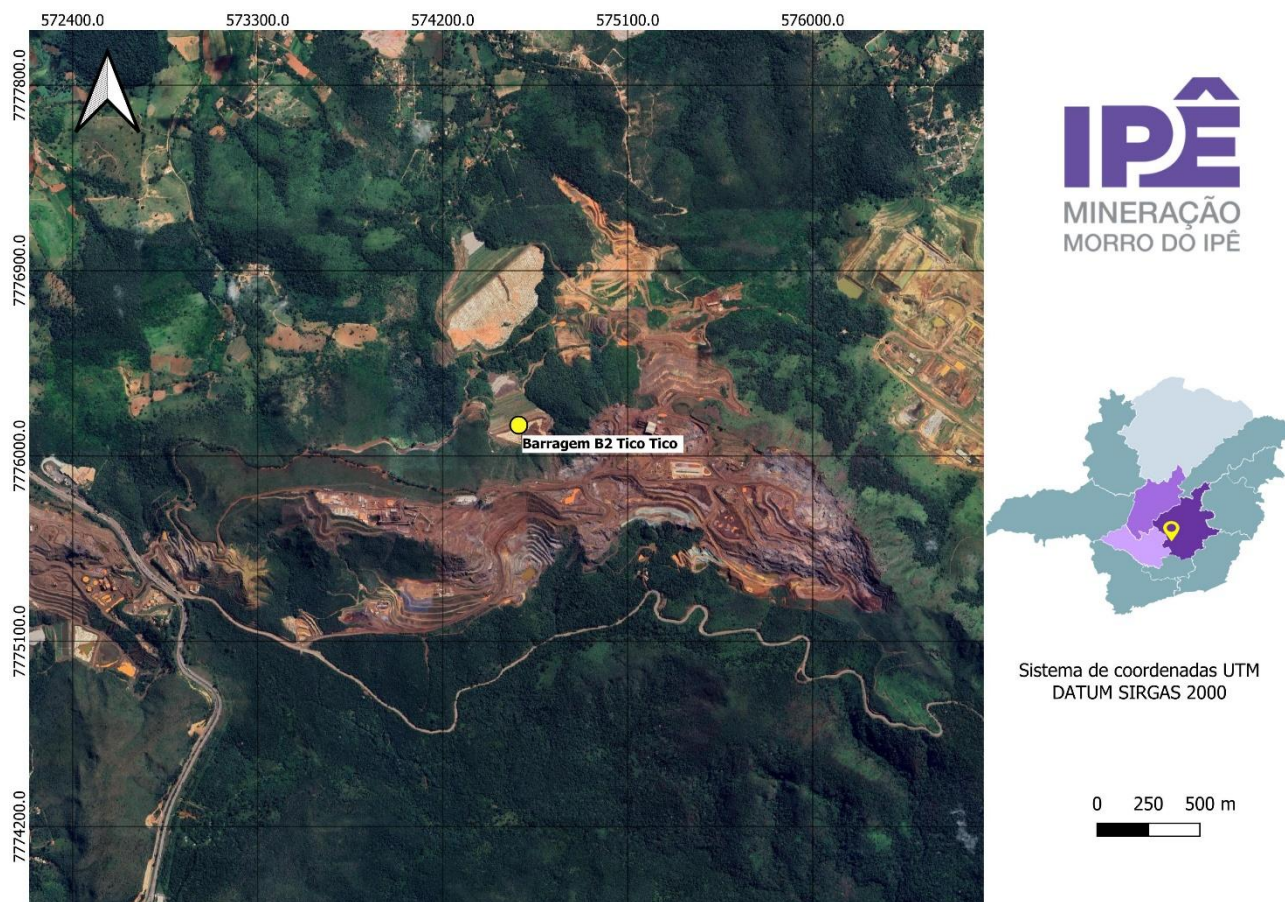 572400.0 573300.0 574200.0 575100.0 576000.0
7777800.0
7776900.0
7776000.0
7775100.0
7774200.0
Barragem B2 Tico Tico
IPÊ
MINERAÇÃO
MORRO DO IPÊ
Sistema de coordenadas UTM
DATUM SIRGAS 2000
0 250 500 m